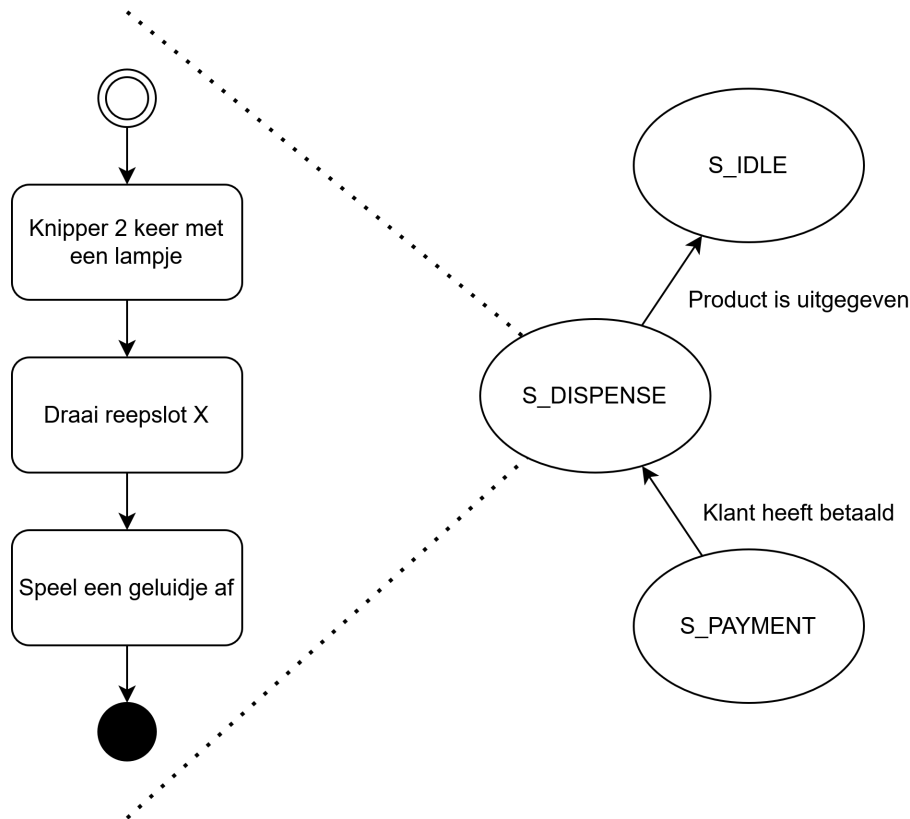 Knipper 2 keer met
een lampje
Draai reepslot X
Speel een geluidje af
S_IDLE
Product is uitgegeven
S_DISPENSE
Klant heeft betaald
S_PAYMENT